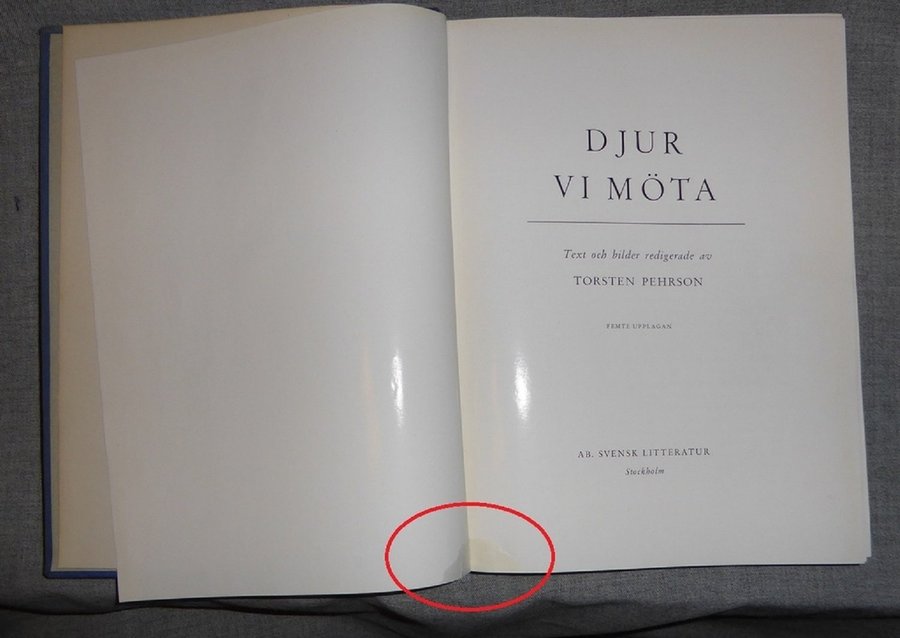 DJUR
VI MÖTA
Text och bilder redigerade av
TORSTEN PEHRSON
FEMTE UPPLAGAN
AB. SVENSK LITTERATUR
Stockholm